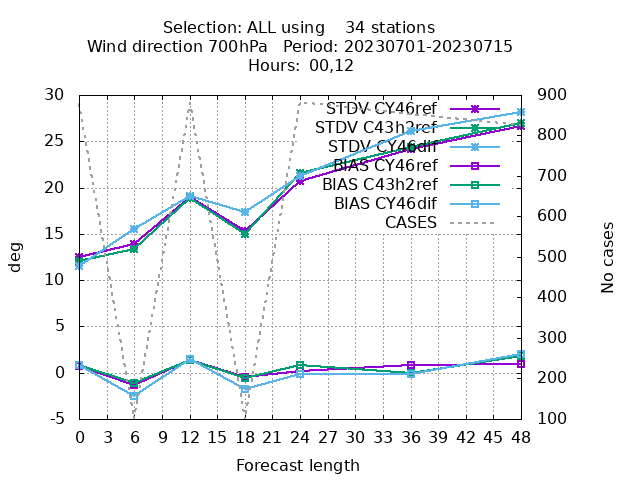 Selection: ALL using    34 stations
Wind direction 700hPa   Period: 20230701-20230715
Hours: 00,12
30
25
20
15
10
5
0
-5
900
800
700
600
500
400
300
200
100
deg
No cases
STDV CY46ref
STDV C43h2ref
STDV CY46dif
BIAS CY46ref
BIAS C43h2ref
BIAS CY46dif
CASES
0 3 6 9 12 15 18 21 24 27 30 33 36 39 42 45 48
Forecast length